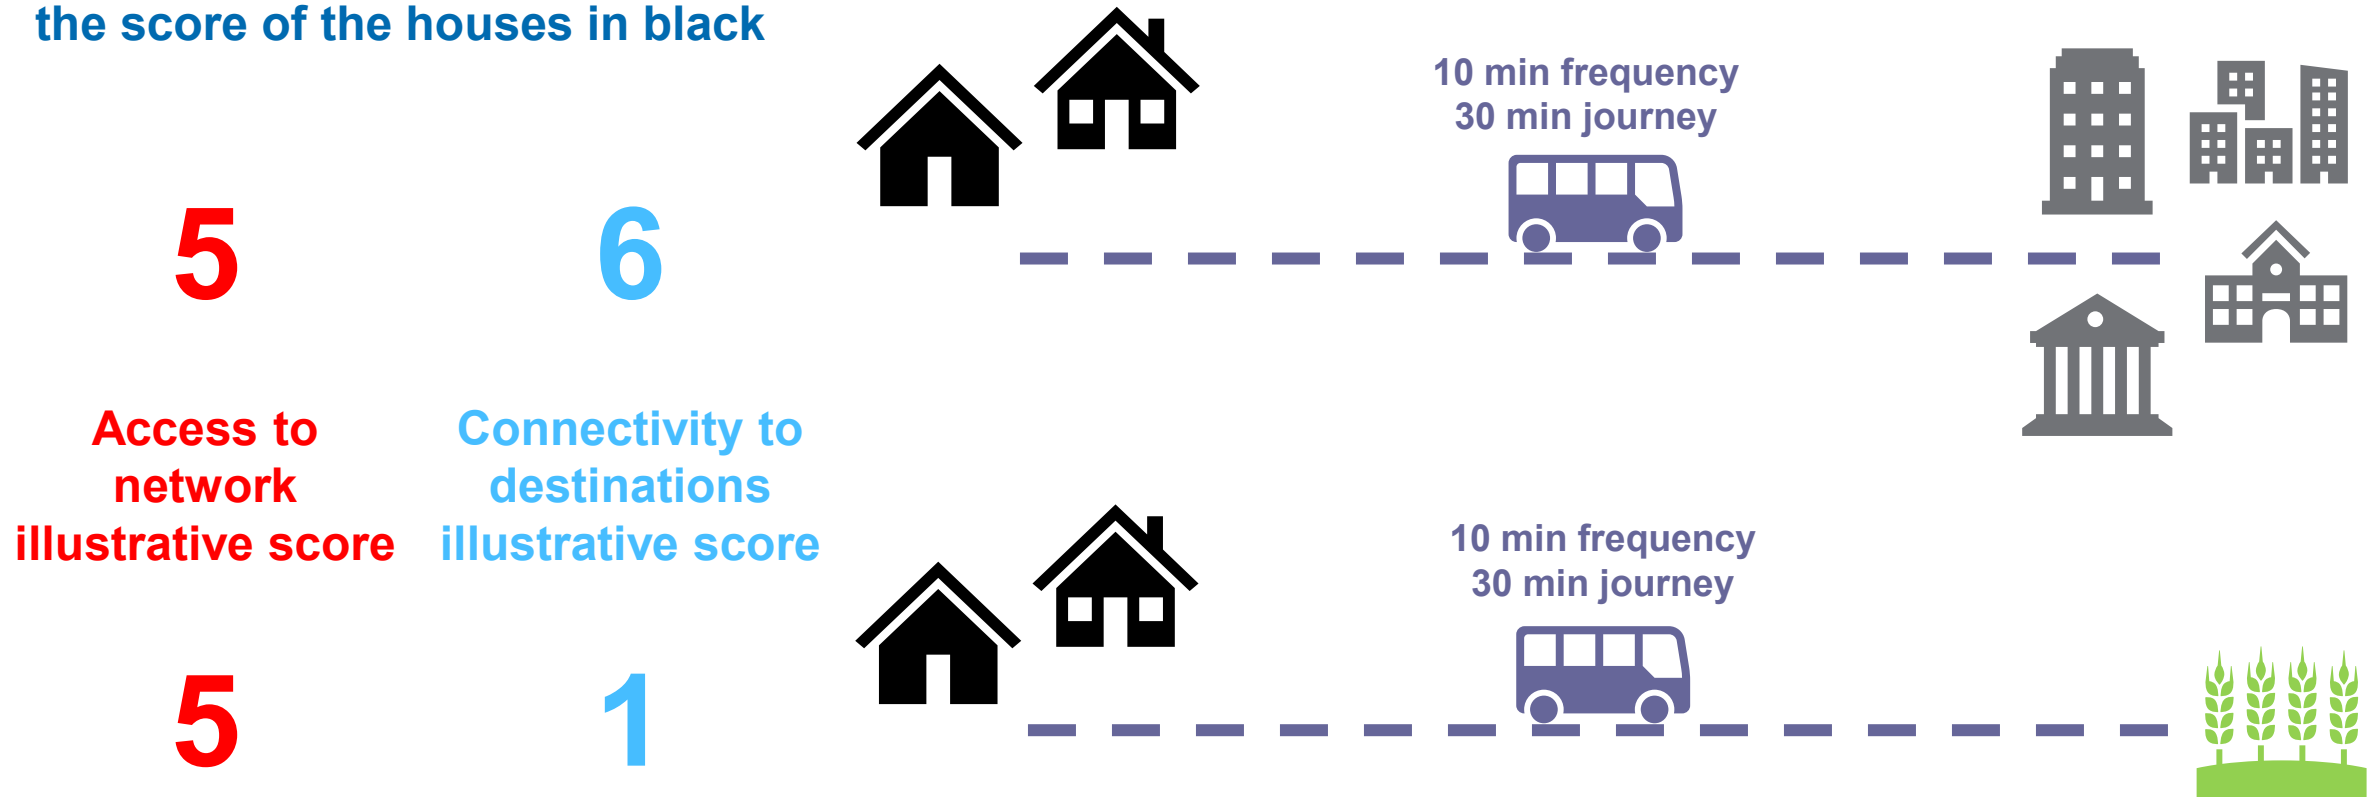 the score of the houses in black
10 min frequency
30 min journey
5
6
Access to
network
illustrative score
Connectivity to
destinations
illustrative score
10 min frequency
30 min journey
5
1